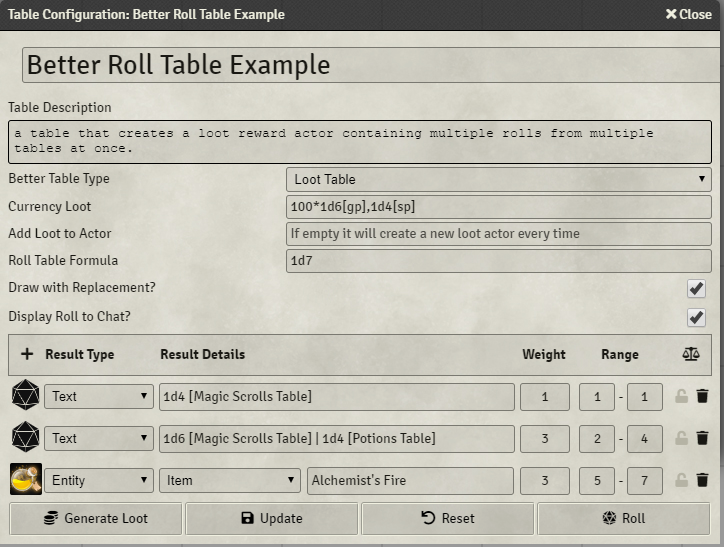 Table Configuration: Better Roll Table Example
Close
Better Roll Table Example
Table Description
a table that creates a loot reward actor containing multiple rolls from multiple
tables at once.
Better Table Type Loot Table
Currency Loot 100*1d6[gp],1d4[sp]
Add Loot to Actor If empty it will create a new loot actor every time
Roll Table Formula 1d7
Draw with Replacement?
Display Roll to Chat?
+ Result Type Result Details Weight Range
Text 1d4 [Magic Scrolls Table] 1 1 - 1
Text 1d6 [Magic Scrolls Table] | 1d4 [Potions Table] 3 2 - 4
Entity Item Alchemist's Fire 3 5 - 7
Generate Loot Update Reset Roll